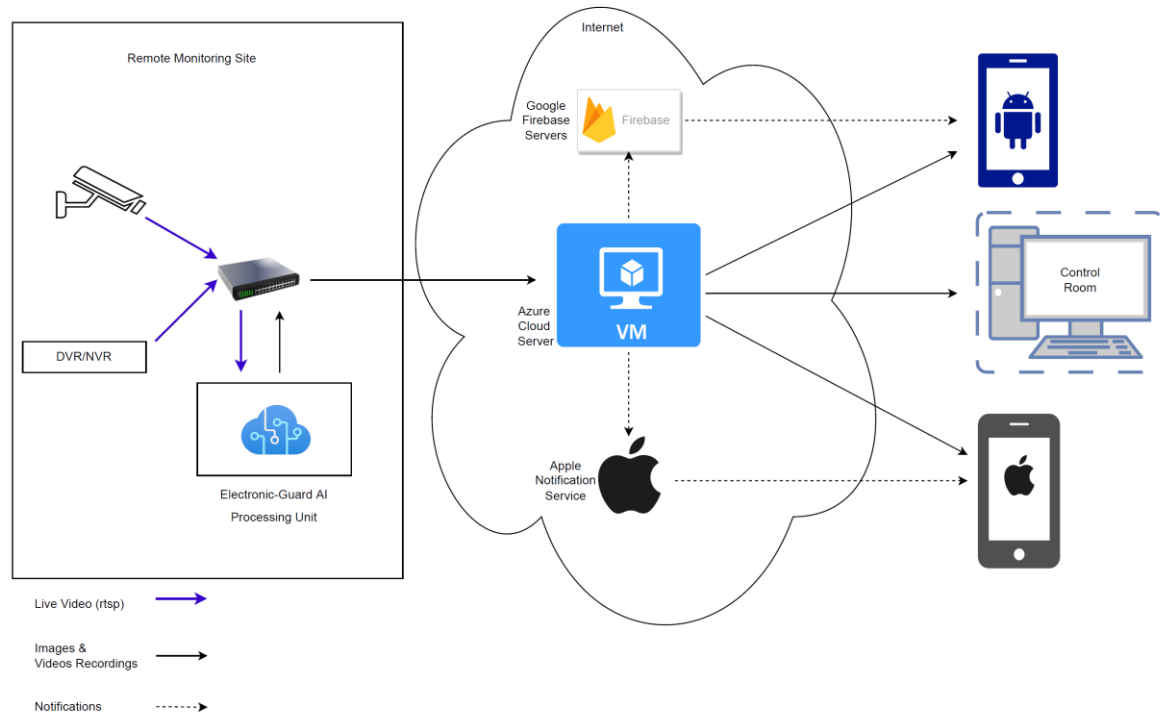 Internet
Remote Monitoring Site
Google
Firebase
Servers
Firebase
Azure
Cloud
Server
VM
Control
Room
DVR/NVR
Apple
Notification
Service
Electronic-Guard AI
Processing Unit
Live Video (rtsp)
Images &
Videos Recordings
Notifications